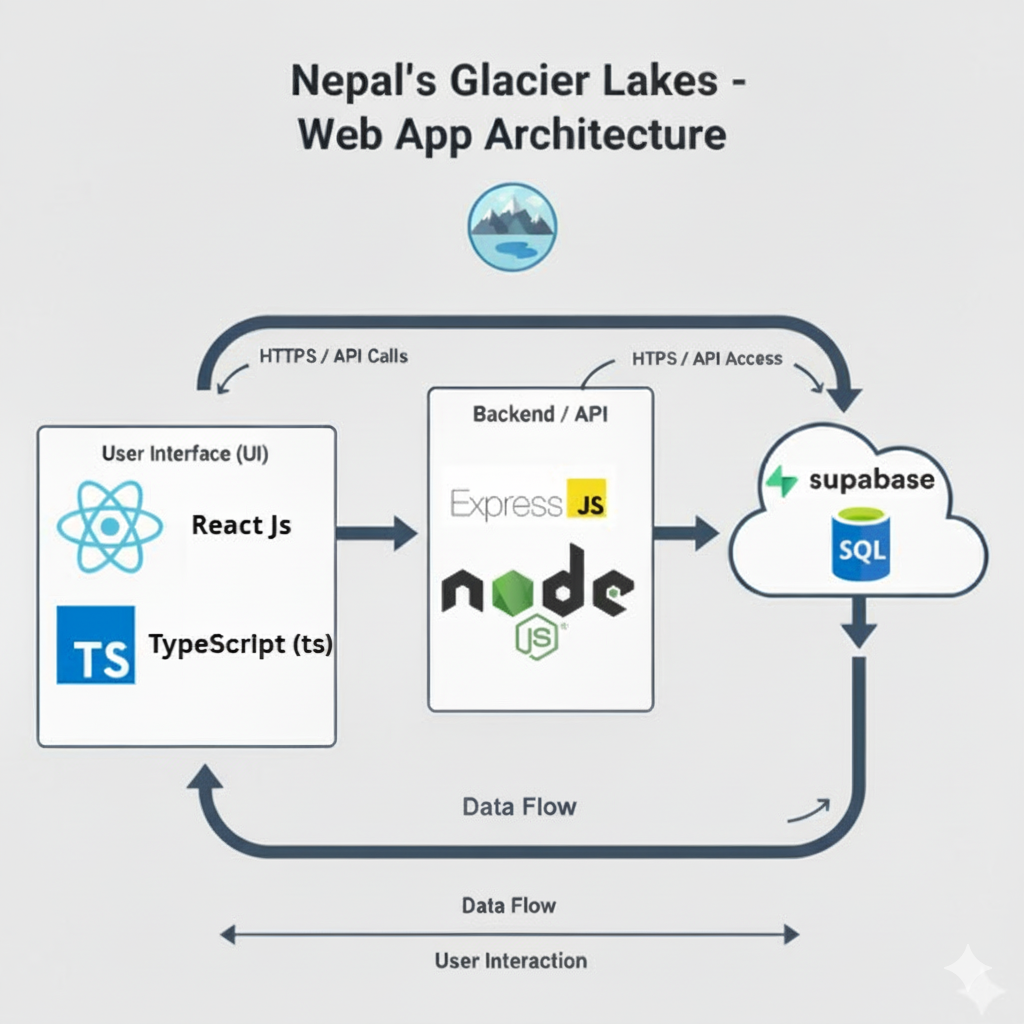 Nepal's Glacier Lakes -
Web App Architecture
HTTPS / API Calls
HTPS / API Access
User Interface (UI)
React Js
TS
TypeScript (ts)
Backend / API
Express JS
node
JS
supabase
SQL
Data Flow
Data Flow
User Interaction